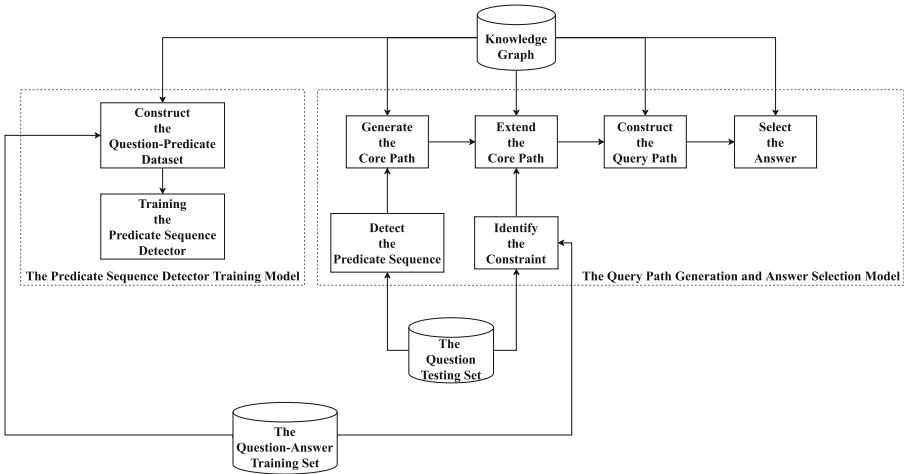 Knowledge
Graph
Construct
the
Question-Predicate
Dataset
Training
the
Predicate Sequence
Detector
The Predicate Sequence Detector Training Model
Generate
the
Core Path
Extend
the
Core Path
Construct
the
Query Path
Select
the
Answer
Detect
the
Predicate Sequence
Identify
the
Constraint
The Query Path Generation and Answer Selection Model
The
Question
Testing Set
The
Question-Answer
Training Set